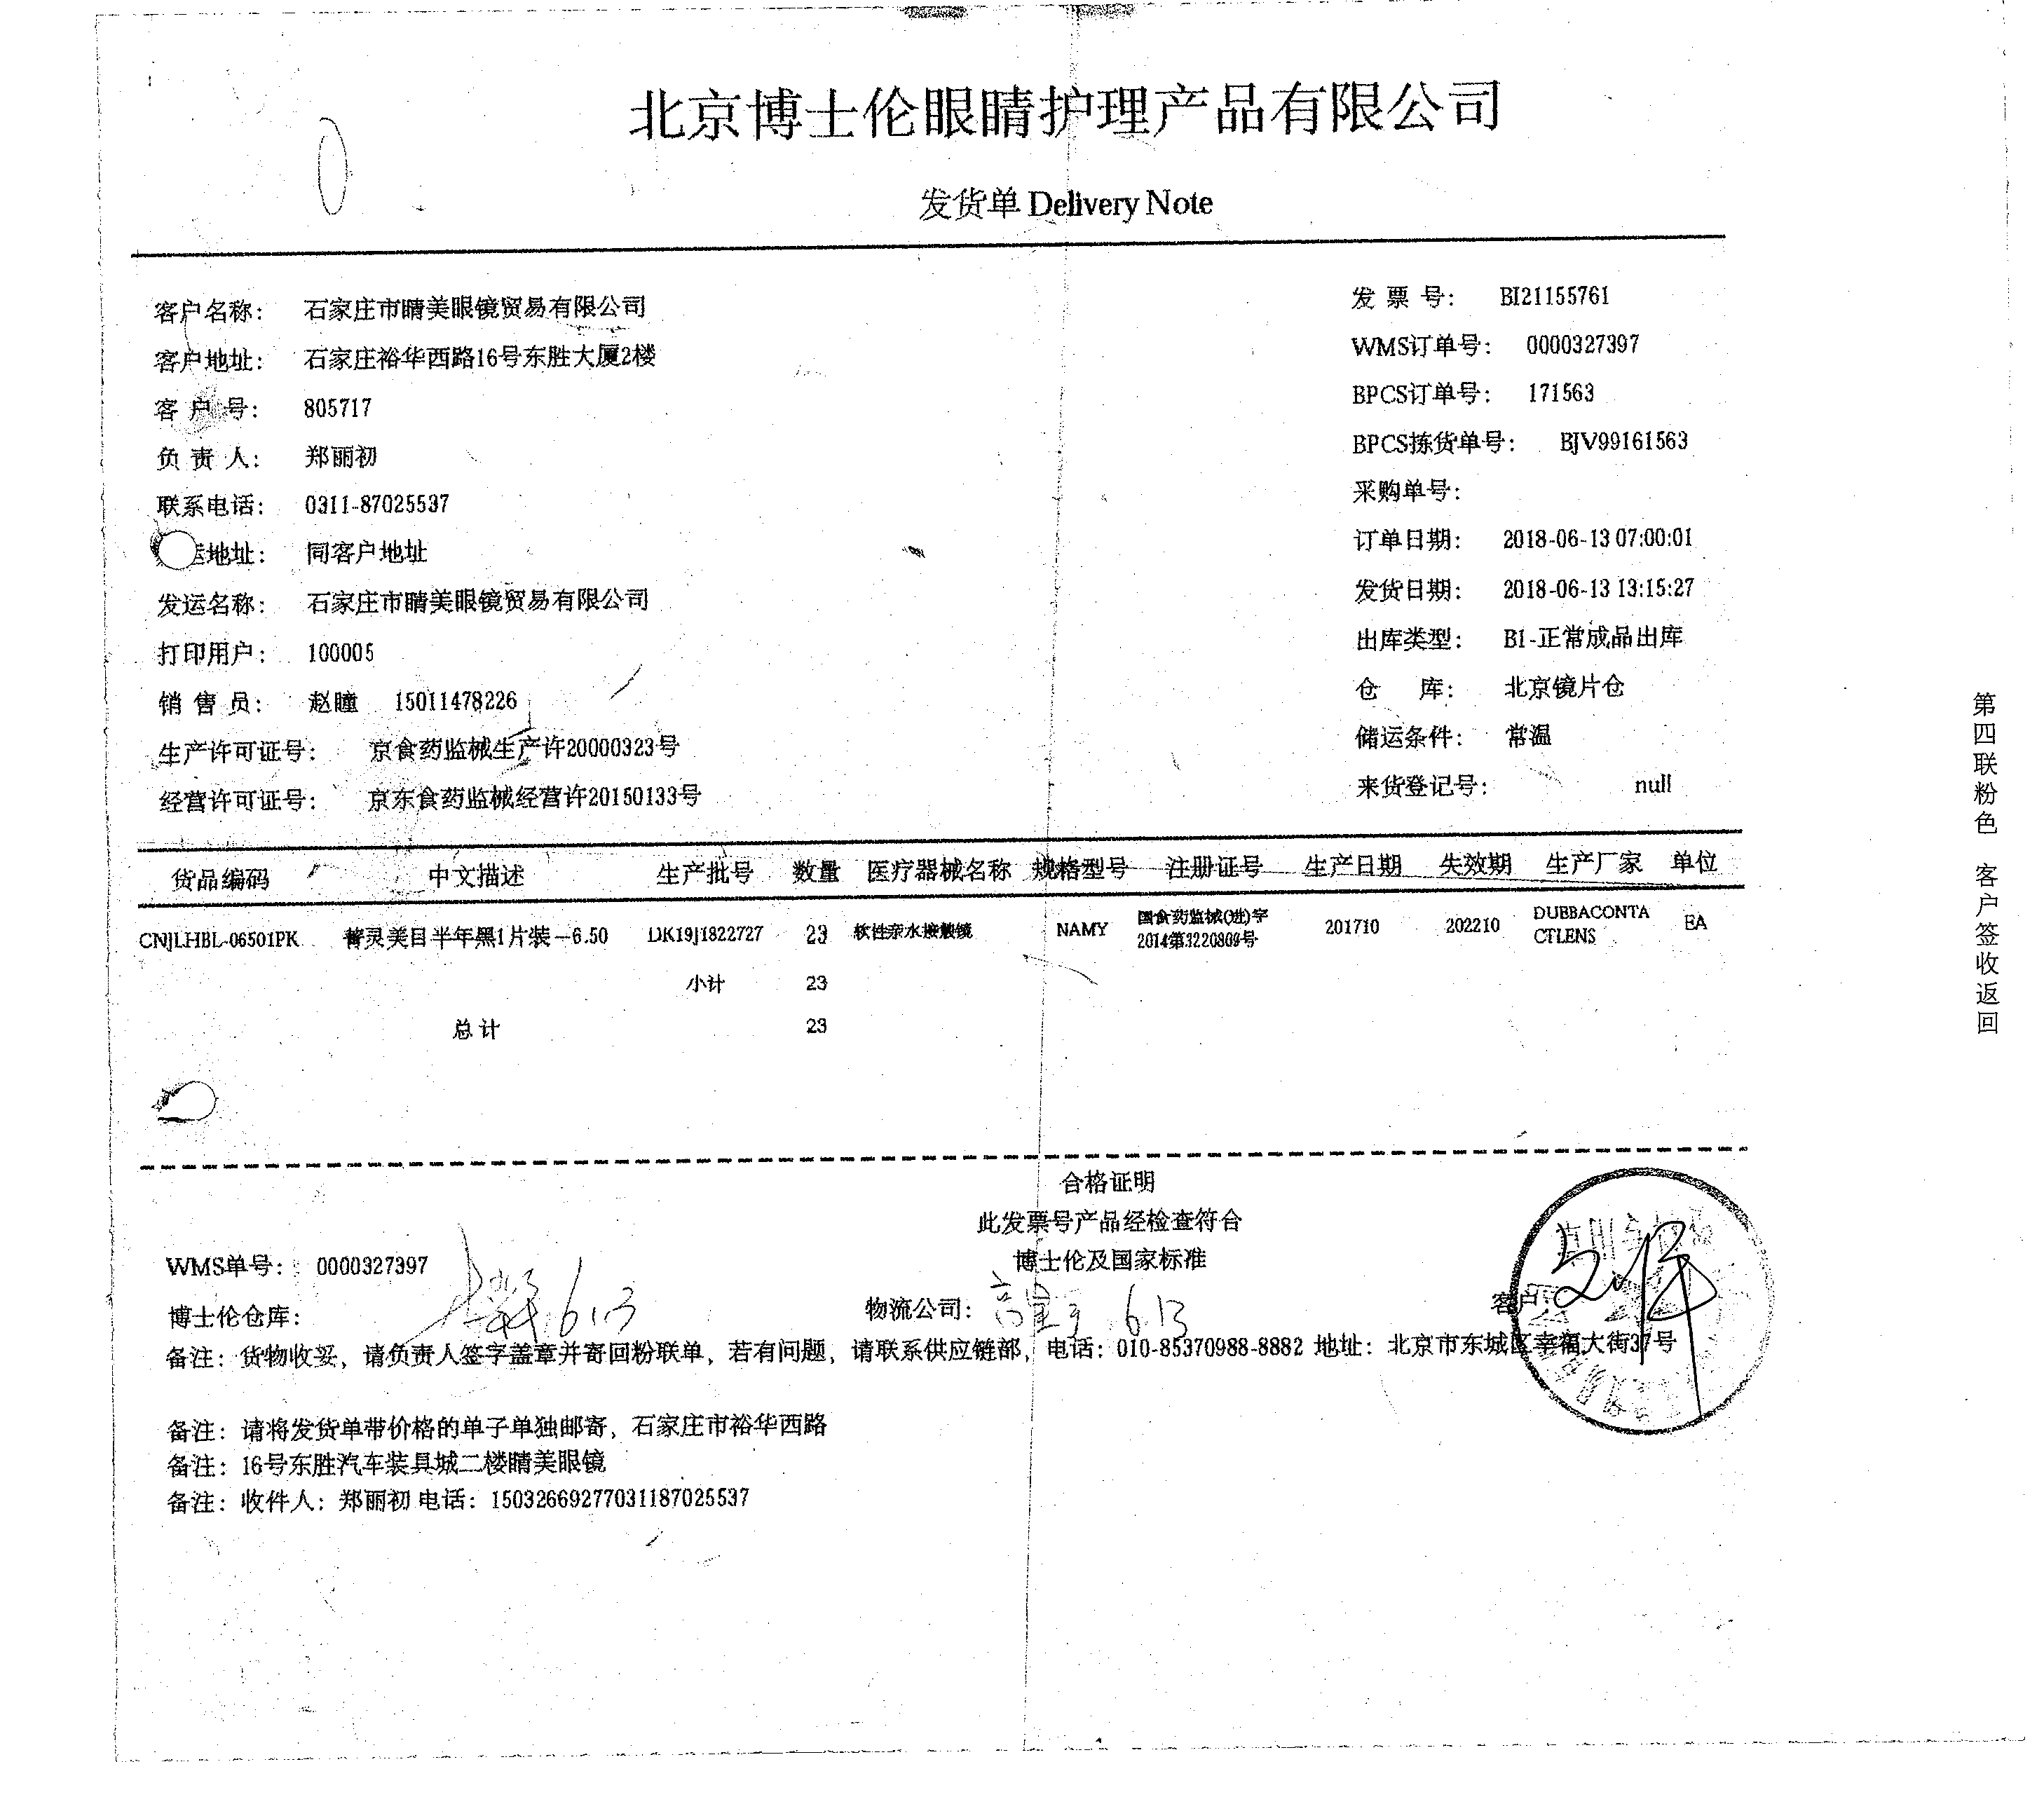 北京博士伦眼睛护理产品有限公司
发货单 Delivery Note
客户名称： 石家庄市睛美眼镜贸易有限公司
客户地址： 石家庄裕华西路16号东胜大厦2楼
客 户 号： 805717
负 责 人： 郑丽初
联系电话： 0311-87025537
地址： 同客户地址
发运名称： 石家庄市睛美眼镜贸易有限公司
打印用户： 100005
销 售 员： 赵瞳 15011478226
生产许可证号： 京食药监械生产许20000323号
经营许可证号： 京东食药监械经营许20150133号
发 票 号： BI21155761
WMS订单号： 0000327397
BPCS订单号： 171563
BPCS拣货单号： BJV99161563
采购单号：
订单日期： 2018-06-13 07:00:01
发货日期： 2018-06-13 13:15:27
出库类型： B1-正常成品出库
仓 库： 北京镜片仓
储运条件： 常温
来货登记号： null
货品编码 中文描述 生产批号 数量 医疗器械名称 规格型号 注册证号 生产日期 失效期 生产厂家 单位
CNJLHBL-06501PK 菁灵美目半年黑1片装-6.50 DK19J1822727 23 软性亲水接触镜 NAMY 国食药监械(进)字2014第3220809号 201710 202210 DUEBACONTACTLENS EA
小计 23
总计 23
合格证明
此发票号产品经检查符合
博士伦及国家标准
WMS单号： 0000327397
博士伦仓库： 6.13
物流公司： 6.13
客户
备注：货物收妥，请负责人签字盖章并寄回粉联单，若有问题，请联系供应链部，电话：010-85370988-8882 地址：北京市东城区幸福大街37号
备注：请将发货单带价格的单子单独邮寄，石家庄市裕华西路
备注：16号东胜汽车装具城二楼睛美眼镜
备注：收件人：郑丽初 电话：15032669277031187025537
第四联粉色 客户签收返回